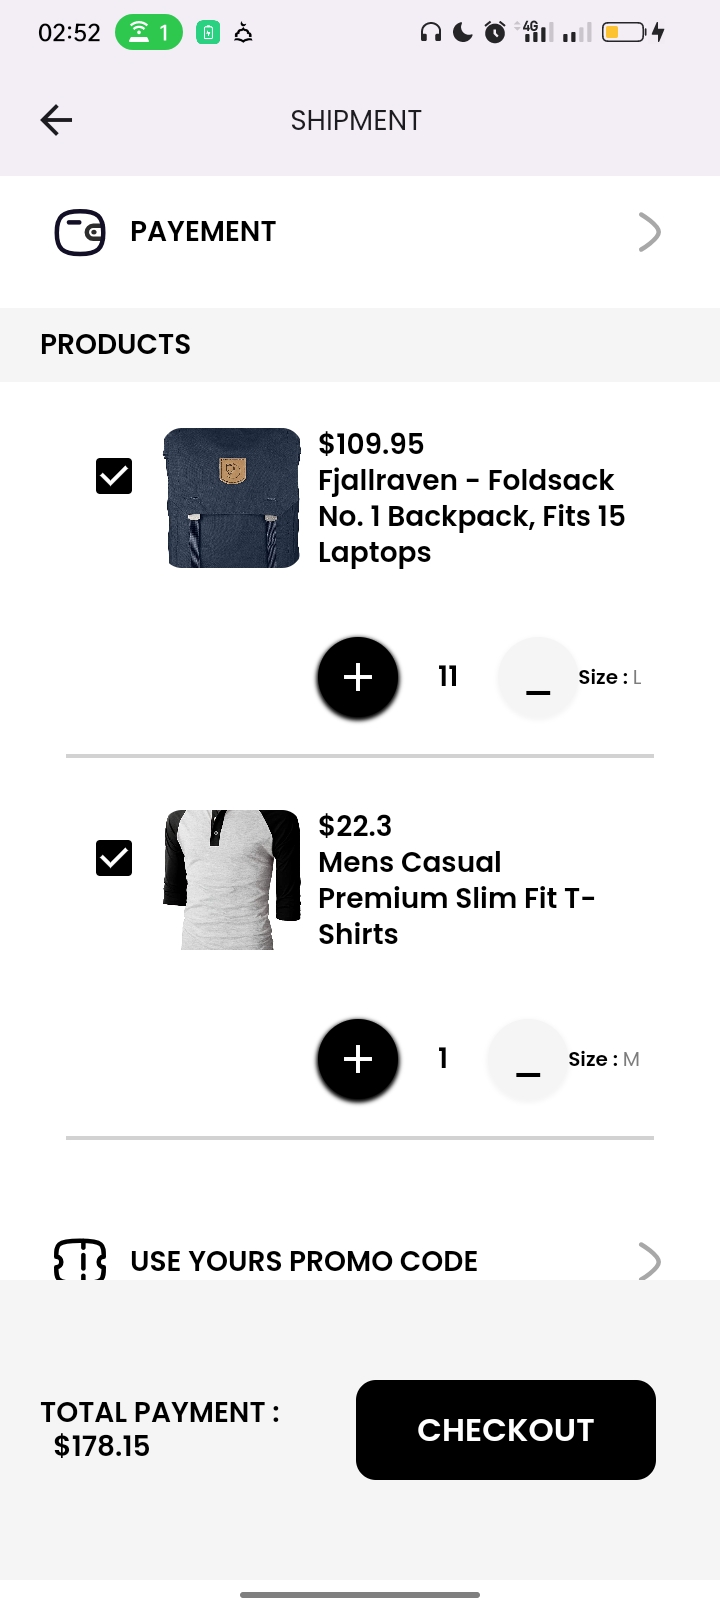 02:52 1 4G
SHIPMENT
PAYEMENT
PRODUCTS
$109.95
Fjallraven - Foldsack
No. 1 Backpack, Fits 15
Laptops
+ 11 _ Size : L
$22.3
Mens Casual
Premium Slim Fit T-
Shirts
+ 1 _ Size : M
USE YOURS PROMO CODE
TOTAL PAYMENT :
$178.15
CHECKOUT